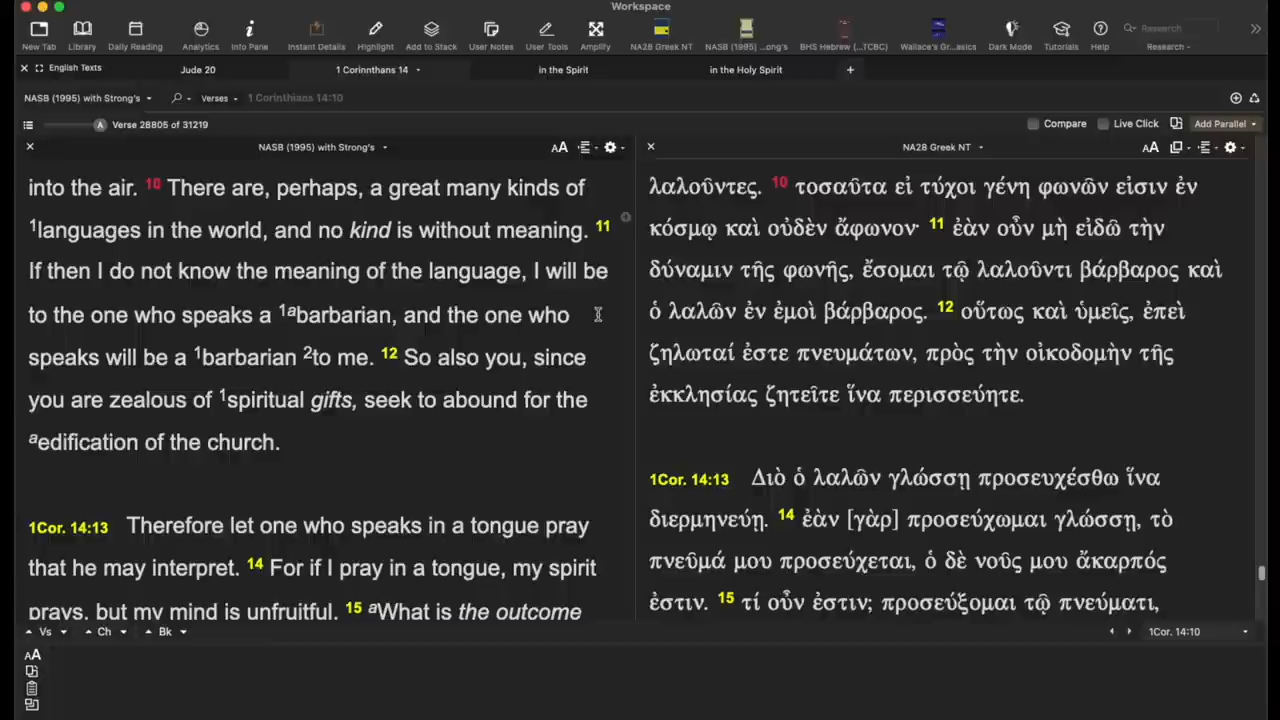 Workspace
New Tab Library Daily Reading Analytics Info Pane Instant Details Highlight Add to Stack User Notes User Tools Amplify NA28 Greek NT NASB (1995) ...ong's BHS Hebrew (...TCBC) Wallace's Gr...asics Dark Mode Tutorials Help Research
Research
English Texts Jude 20 1 Corinnthans 14 in the Spirit in the Holy Spirit
NASB (1995) with Strong's Verses 1 Corinthians 14:10
A Verse 28805 of 31219 Compare Live Click Add Parallel
NASB (1995) with Strong's AA
into the air. 10 There are, perhaps, a great many kinds of
1languages in the world, and no kind is without meaning. 11
If then I do not know the meaning of the language, I will be
to the one who speaks a 1abarbarian, and the one who
speaks will be a 1barbarian 2to me. 12 So also you, since
you are zealous of 1spiritual gifts, seek to abound for the
aedification of the church.
1Cor. 14:13 Therefore let one who speaks in a tongue pray
that he may interpret. 14 For if I pray in a tongue, my spirit
prays, but my mind is unfruitful. 15 aWhat is the outcome
NA28 Greek NT AA
λαλοῦντες. 10 τοσαῦτα εἰ τύχοι γένη φωνῶν εἰσιν ἐν
κόσμῳ καὶ οὐδὲν ἄφωνον· 11 ἐὰν οὖν μὴ εἰδῶ τὴν
δύναμιν τῆς φωνῆς, ἔσομαι τῷ λαλοῦντι βάρβαρος καὶ
ὁ λαλῶν ἐν ἐμοὶ βάρβαρος. 12 οὕτως καὶ ὑμεῖς, ἐπεὶ
ζηλωταί ἐστε πνευμάτων, πρὸς τὴν οἰκοδομὴν τῆς
ἐκκλησίας ζητεῖτε ἵνα περισσεύητε.
1Cor. 14:13 Διὸ ὁ λαλῶν γλώσσῃ προσευχέσθω ἵνα
διερμηνεύῃ. 14 ἐὰν [γὰρ] προσεύχωμαι γλώσσῃ, τὸ
πνεῦμά μου προσεύχεται, ὁ δὲ νοῦς μου ἄκαρπός
ἐστιν. 15 τί οὖν ἐστιν; προσεύξομαι τῷ πνεύματι,
Vs Ch Bk 1Cor. 14:10
AA